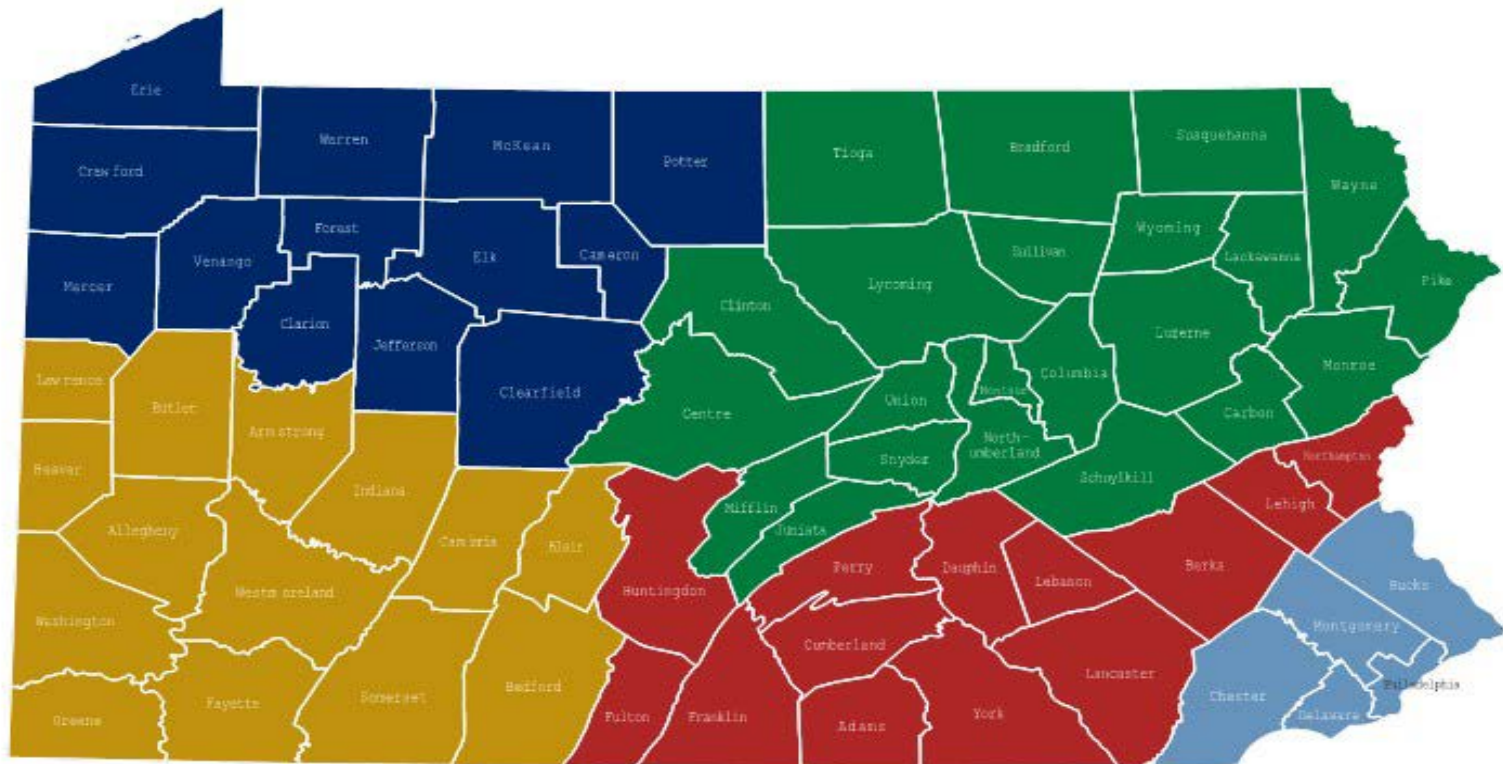 Erie
Warren
McKean
Potter
Tioga
Bradford
Susquehanna
Wayne
Crawford
Forest
Elk
Cameron
Venango
Mercer
Clarion
Jefferson
Clearfield
Clinton
Lycoming
Sullivan
Wyoming
Lackawanna
Pike
Luzerne
Monroe
Columbia
Montour
Union
Carbon
Centre
Snyder
North-
umberland
Schuylkill
Mifflin
Juniata
Lawrence
Butler
Armstrong
Beaver
Indiana
Allegheny
Cambria
Blair
Westmoreland
Washington
Greene
Fayette
Somerset
Bedford
Huntingdon
Fulton
Franklin
Perry
Cumberland
Adams
Dauphin
Lebanon
York
Lancaster
Berks
Lehigh
Northampton
Bucks
Montgomery
Chester
Delaware
Philadelphia